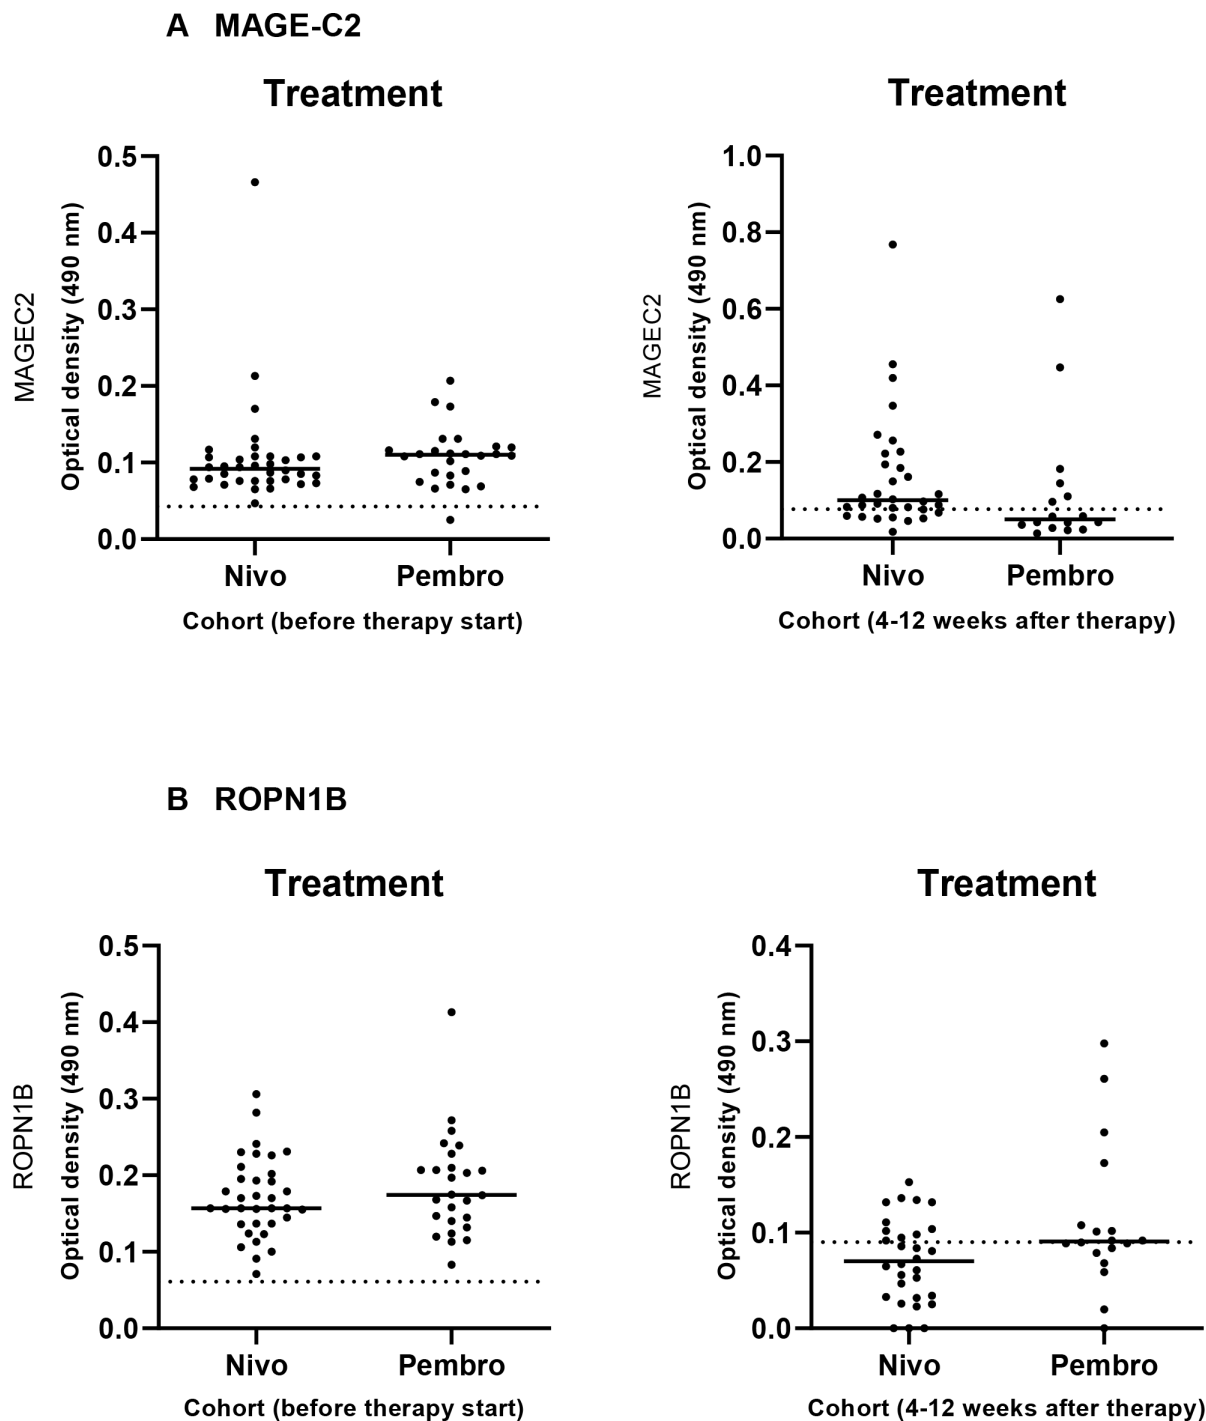 A MAGE-C2
Treatment
Treatment
MAGEC2
Optical density (490 nm)
0.5
0.4
0.3
0.2
0.1
0.0
Nivo Pembro
Cohort (before therapy start)
MAGEC2
Optical density (490 nm)
1.0
0.8
0.6
0.4
0.2
0.0
Nivo Pembro
Cohort (4-12 weeks after therapy)
B ROPN1B
Treatment
Treatment
ROPN1B
Optical density (490 nm)
0.5
0.4
0.3
0.2
0.1
0.0
Nivo Pembro
Cohort (before therapy start)
ROPN1B
Optical density (490 nm)
0.4
0.3
0.2
0.1
0.0
Nivo Pembro
Cohort (4-12 weeks after therapy)